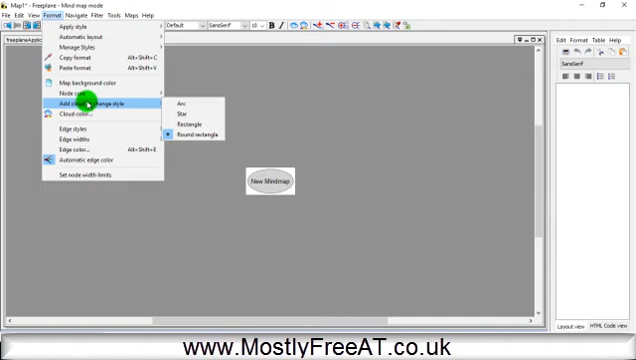 Map1* - Freeplane - Mind map mode
File Edit View Format Navigate Filter Tools Maps Help
Default SansSerif 10 B I
Apply style
Automatic layout
Manage Styles
Copy format Alt+Shift+C
Paste format Alt+Shift+V
Map background color
Node
Add change style
Cloud color...
Edge styles
Edge widths
Edge color... Alt+Shift+E
Automatic edge color
Set node width limits
Arc
Star
Rectangle
Round rectangle
New Mindmap
Edit Format Table Help
SansSerif
Layout view HTML Code view
www.MostlyFreeAT.co.uk